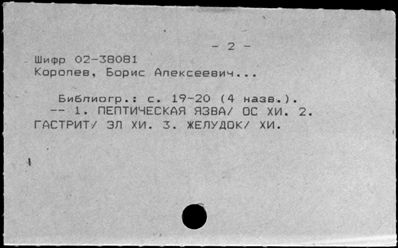 - 2 -
Шифр 02-38081
Королев, Борис Алексеевич...
Библиогр.: с. 19-20 (4 назв.).
-- 1. ПЕПТИЧЕСКАЯ ЯЗВА/ ОС ХИ. 2.
ГАСТРИТ/ ЭЛ ХИ. 3. ЖЕЛУДОК/ ХИ.